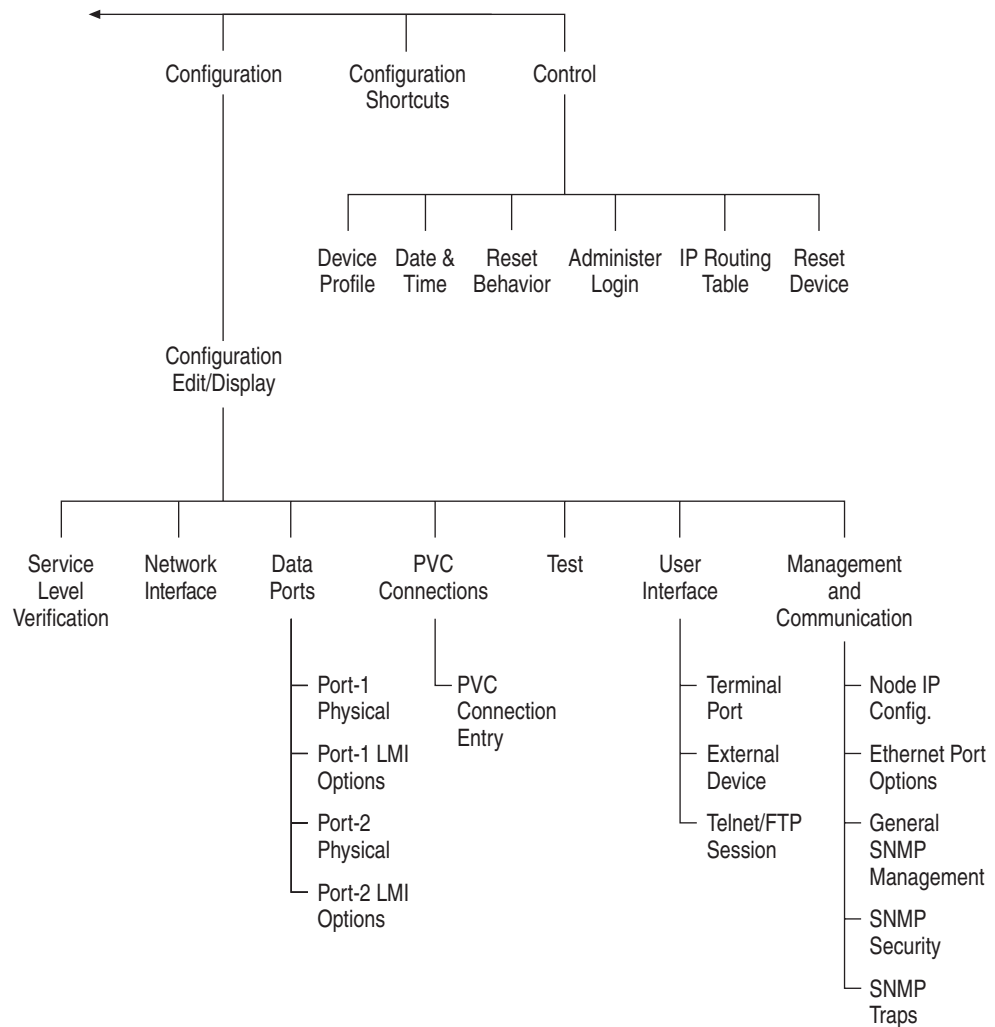 Configuration
Configuration
Shortcuts
Control
Device
Profile
Date &
Time
Reset
Behavior
Administer
Login
IP Routing
Table
Reset
Device
Configuration
Edit/Display
Service
Level
Verification
Network
Interface
Data
Ports
PVC
Connections
Test
User
Interface
Management
and
Communication
Port-1
Physical
Port-1 LMI
Options
Port-2
Physical
Port-2 LMI
Options
PVC
Connection
Entry
Terminal
Port
External
Device
Telnet/FTP
Session
Node IP
Config.
Ethernet Port
Options
General
SNMP
Management
SNMP
Security
SNMP
Traps